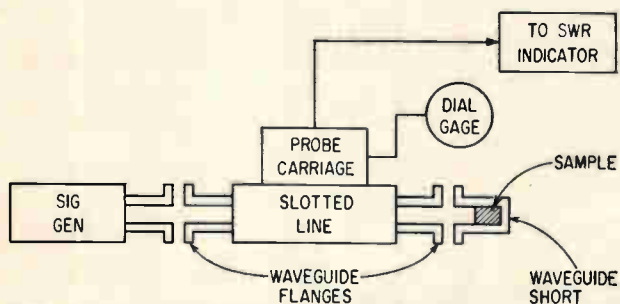 TO SWR
INDICATOR
DIAL
GAGE
PROBE
CARRIAGE
SAMPLE
SIG
GEN
SLOTTED
LINE
WAVEGUIDE
FLANGES
WAVEGUIDE
SHORT